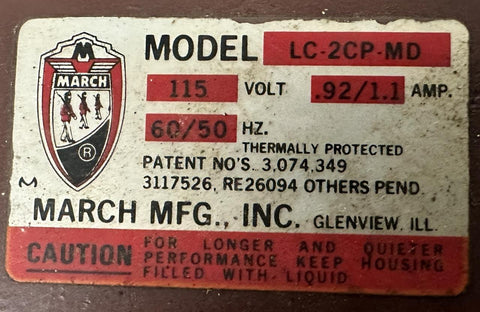 M
MARCH
®
MODEL LC-2CP-MD
115 VOLT .92/1.1 AMP.
60/50 HZ.
THERMALLY PROTECTED
PATENT NO'S. 3,074,349
3117526, RE26094 OTHERS PEND.
M
MARCH MFG., INC. GLENVIEW, ILL.
CAUTION FOR LONGER AND QUIETER
PERFORMANCE KEEP HOUSING
FILLED WITH LIQUID